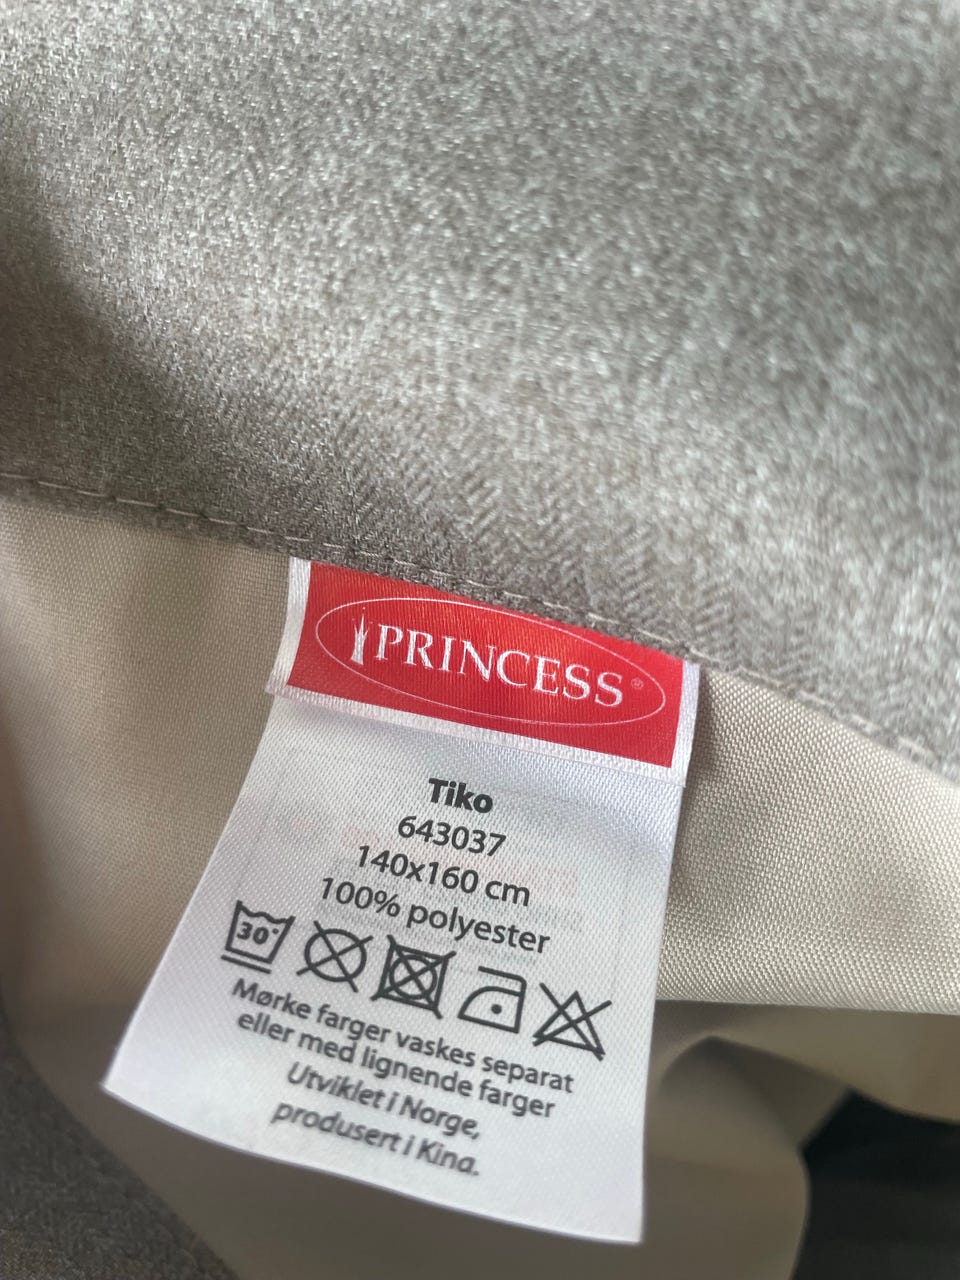 PRINCESS®
Tiko
643037
140x160 cm
100% polyester
30°
Mørke farger vaskes separat
eller med lignende farger
Utviklet i Norge,
produsert i Kina.